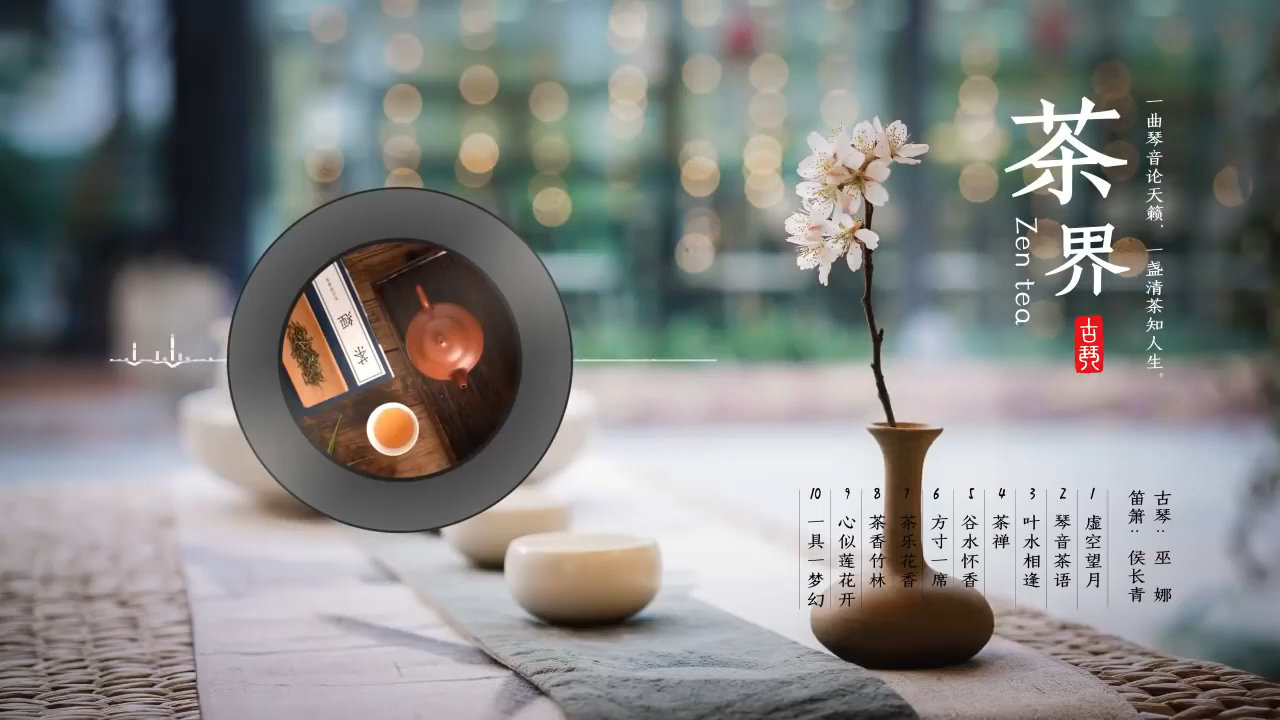 一曲琴音论天籁，一盏清茶知人生。
茶界
Zen tea
古琴
古琴：巫 娜
笛箫：侯长青
1 虚空望月
2 琴音茶语
3 叶水相逢
4 茶禅
5 谷水怀香
6 方寸一席
7 茶乐花香
8 茶香竹林
9 心似莲花开
10 一具一梦幻
茶